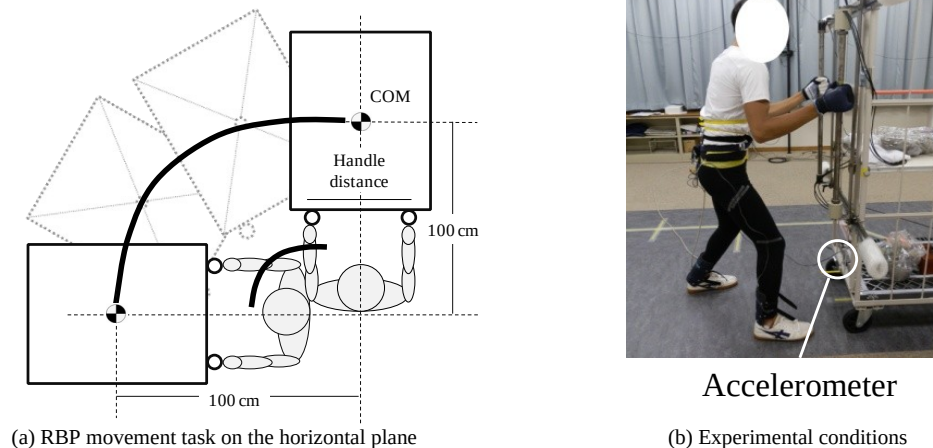 COM
Handle
distance
100 cm
100 cm
Accelerometer
(a) RBP movement task on the horizontal plane
(b) Experimental conditions